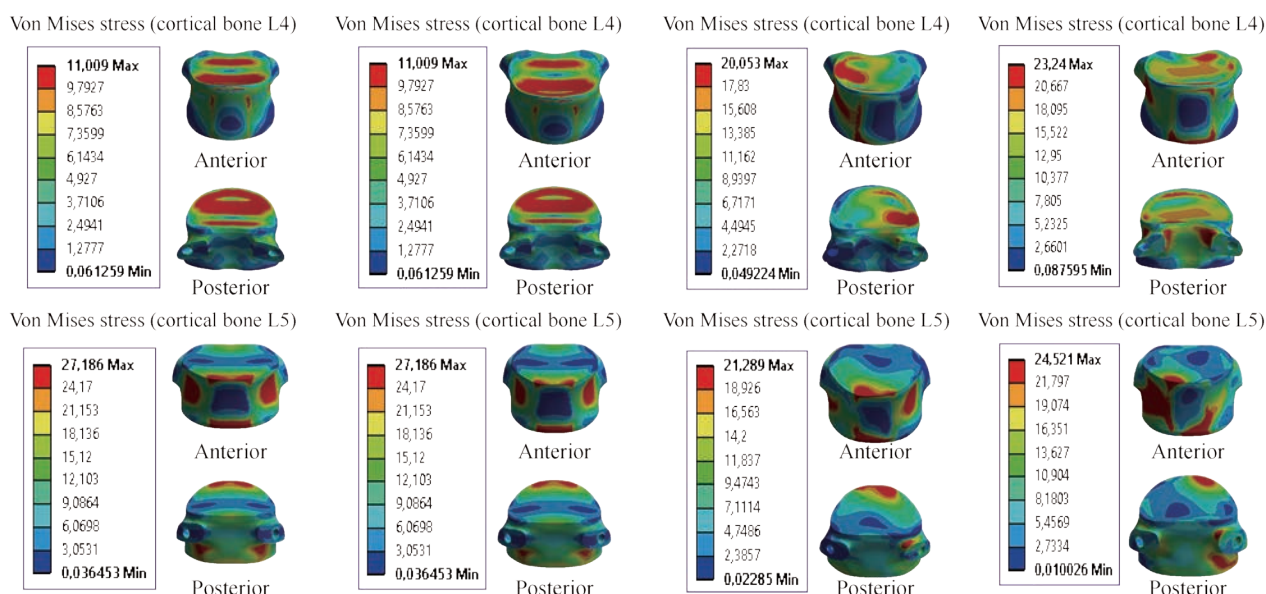 Von Mises stress (cortical bone L4)
11,009 Max
9,7927
8,5763
7,3599
6,1434
4,927
3,7106
2,4941
1,2777
0,061259 Min
Anterior
Posterior
Von Mises stress (cortical bone L4)
11,009 Max
9,7927
8,5763
7,3599
6,1434
4,927
3,7106
2,4941
1,2777
0,061259 Min
Anterior
Posterior
Von Mises stress (cortical bone L4)
20,053 Max
17,83
15,608
13,385
11,162
8,9397
6,7171
4,4945
2,2718
0,049224 Min
Anterior
Posterior
Von Mises stress (cortical bone L4)
23,24 Max
20,667
18,095
15,522
12,95
10,377
7,805
5,2325
2,6601
0,087595 Min
Anterior
Posterior
Von Mises stress (cortical bone L5)
27,186 Max
24,17
21,153
18,136
15,12
12,103
9,0864
6,0698
3,0531
0,036453 Min
Anterior
Posterior
Von Mises stress (cortical bone L5)
27,186 Max
24,17
21,153
18,136
15,12
12,103
9,0864
6,0698
3,0531
0,036453 Min
Anterior
Posterior
Von Mises stress (cortical bone L5)
21,289 Max
18,926
16,563
14,2
11,837
9,4743
7,1114
4,7486
2,3857
0,02285 Min
Anterior
Posterior
Von Mises stress (cortical bone L5)
24,521 Max
21,797
19,074
16,351
13,627
10,904
8,1803
5,4569
2,7334
0,010026 Min
Anterior
Posterior